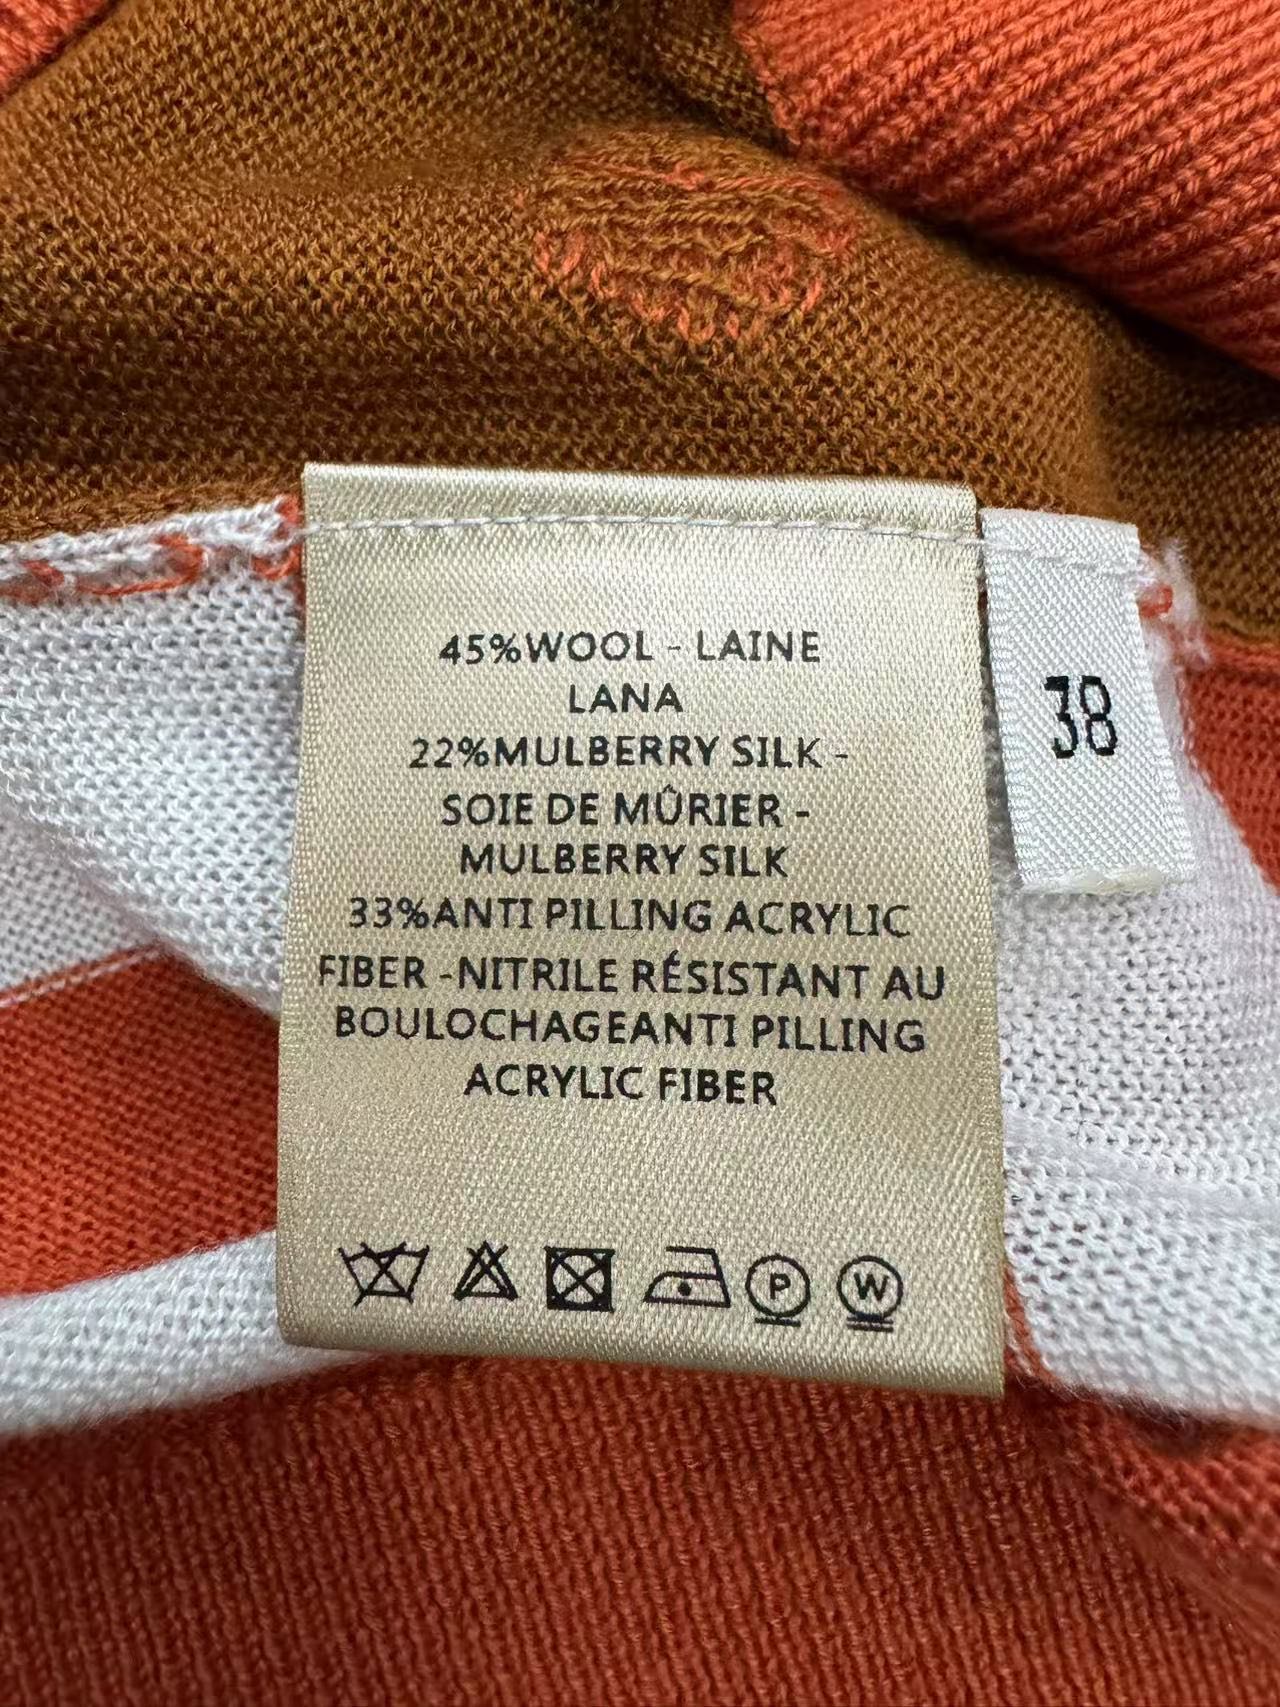 45%WOOL - LAINE
LANA
22%MULBERRY SILK -
SOIE DE MÛRIER -
MULBERRY SILK
33%ANTI PILLING ACRYLIC
FIBER -NITRILE RÉSISTANT AU
BOULOCHAGEANTI PILLING
ACRYLIC FIBER
P W
38